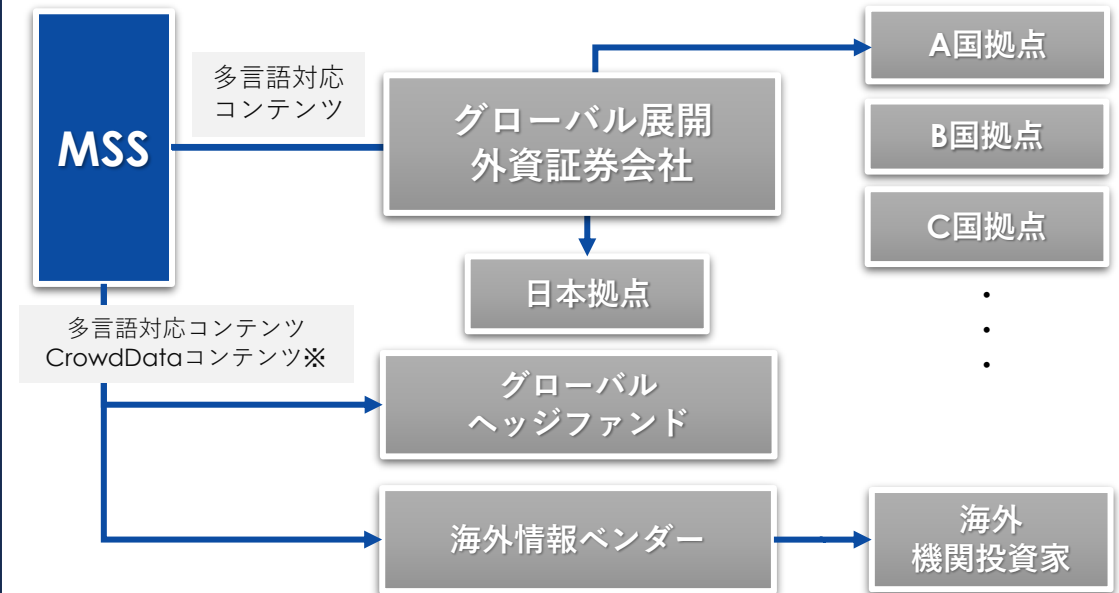 MSS
多言語対応
コンテンツ
グローバル展開
外資証券会社
A国拠点
B国拠点
C国拠点
・
・
・
日本拠点
多言語対応コンテンツ
CrowdDataコンテンツ※
グローバル
ヘッジファンド
海外情報ベンダー
海外
機関投資家